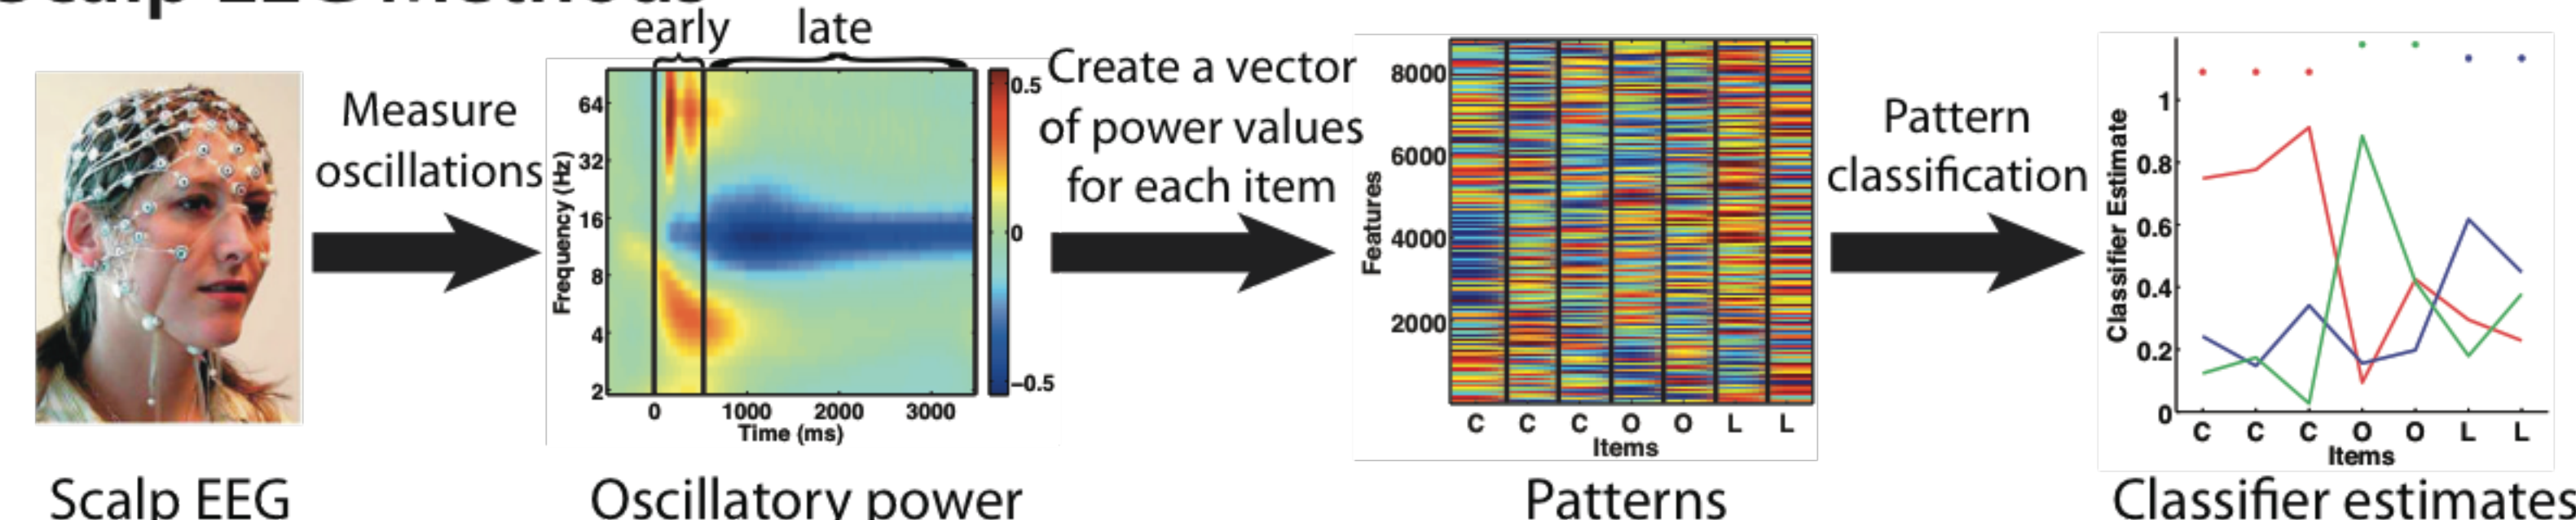 Scalp EEG methods
early late
Measure
oscillations
Create a vector
of power values
for each item
Pattern
classification
64
32
16
8
4
2
Frequency (Hz)
0 1000 2000 3000
Time (ms)
0.5
0
−0.5
8000
6000
4000
2000
Features
C C C O O L L
Items
1
0.8
0.6
0.4
0.2
0
Classifier Estimate
C C C O O L L
Items
Scalp EEG
Oscillatory power
Patterns
Classifier estimates